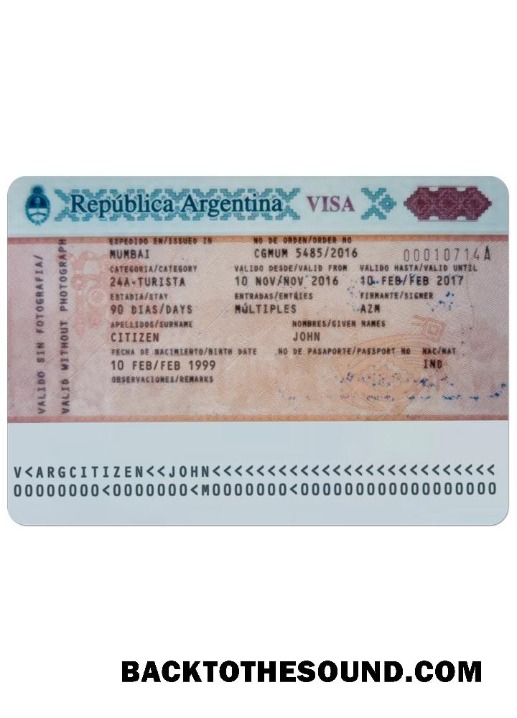 República Argentina VISA
VALIDO SIN FOTOGRAFIA/
VALID WITHOUT PHOTOGRAPH
EXPEDIDO EN/ISSUED IN NO DE ORDEN/ORDER NO
MUMBAI CGMUM 5485/2016 00010714A
CATEGORIA/CATEGORY VALIDO DESDE/VALID FROM VALIDO HASTA/VALID UNTIL
24A-TURISTA 10 NOV/NOV 2016 10 FEB/FEB 2017
ESTADIA/STAY ENTRADAS/ENTRIES FIRMANTE/SIGNER
90 DIAS/DAYS MÚLTIPLES AZM
APELLIDOS/SURNAME NOMBRES/GIVEN NAMES
CITIZEN JOHN
FECHA DE NACIMIENTO/BIRTH DATE NO DE PASAPORTE/PASSPORT NO NAC/NAT
10 FEB/FEB 1999 IND
OBSERVACIONES/REMARKS
V<ARGCITIZEN<<JOHN<<<<<<<<<<<<<<<<<<<<<<<<<<
00000000<0000000<M0000000<000000000000000000
BACKTOTHESOUND.COM